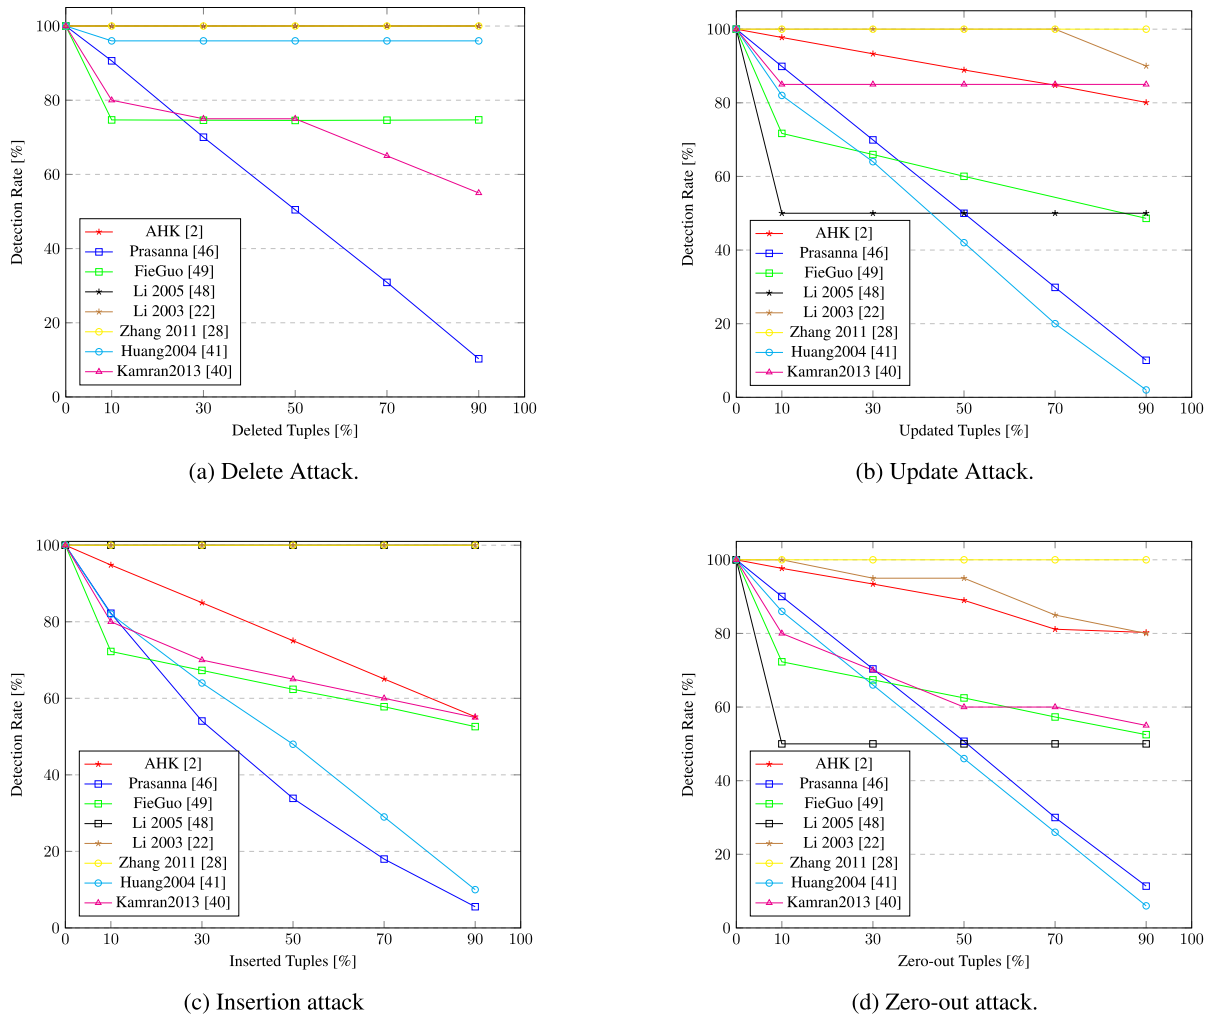 100
80
60
40
20
0
Detection Rate [%]
AHK [2]
Prasanna [46]
FieGuo [49]
Li 2005 [48]
Li 2003 [22]
Zhang 2011 [28]
Huang2004 [41]
Kamran2013 [40]
0 10 30 50 70 90 100
Deleted Tuples [%]
(a) Delete Attack.
100
80
60
40
20
0
Detection Rate [%]
AHK [2]
Prasanna [46]
FieGuo [49]
Li 2005 [48]
Li 2003 [22]
Zhang 2011 [28]
Huang2004 [41]
Kamran2013 [40]
0 10 30 50 70 90 100
Updated Tuples [%]
(b) Update Attack.
100
80
60
40
20
0
Detection Rate [%]
AHK [2]
Prasanna [46]
FieGuo [49]
Li 2005 [48]
Li 2003 [22]
Zhang 2011 [28]
Huang2004 [41]
Kamran2013 [40]
0 10 30 50 70 90 100
Inserted Tuples [%]
(c) Insertion attack
100
80
60
40
20
0
Detection Rate [%]
AHK [2]
Prasanna [46]
FieGuo [49]
Li 2005 [48]
Li 2003 [22]
Zhang 2011 [28]
Huang2004 [41]
Kamran2013 [40]
0 10 30 50 70 90 100
Zero-out Tuples [%]
(d) Zero-out attack.